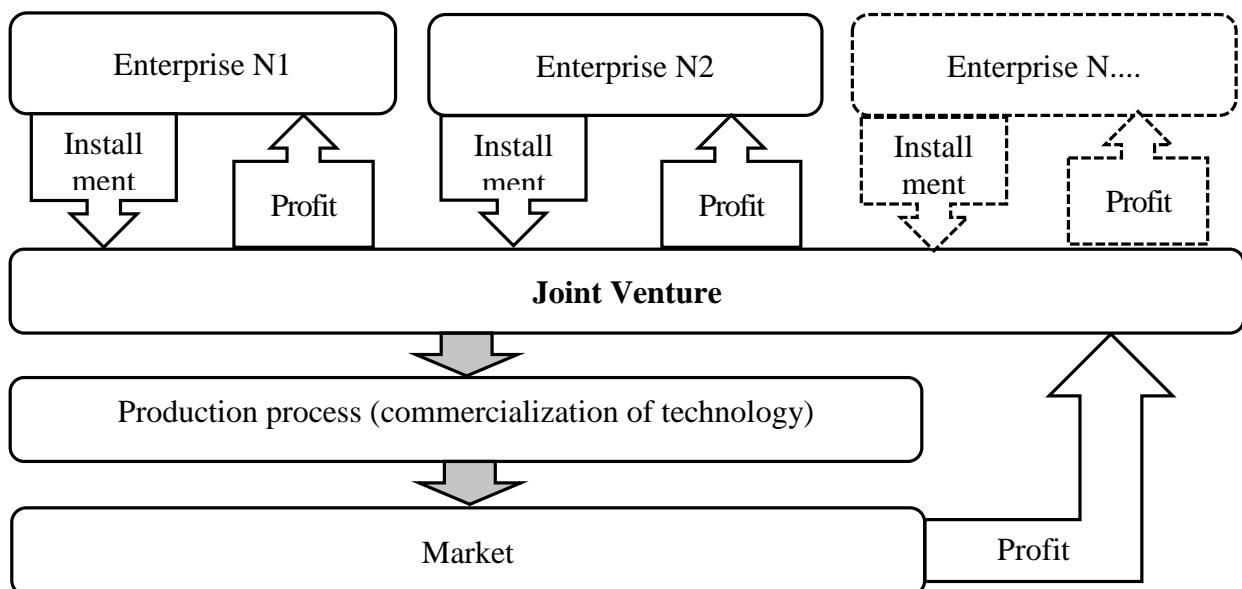 Enterprise N1
Enterprise N2
Enterprise N....
Install
ment
Profit
Install
ment
Profit
Install
ment
Profit
Joint Venture
Production process (commercialization of technology)
Market
Profit